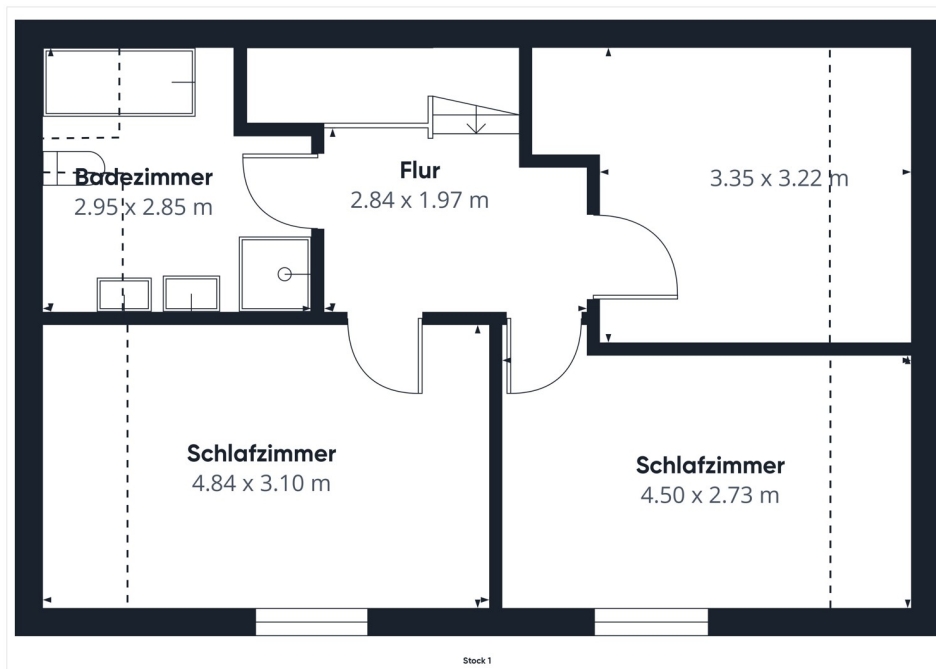 Badezimmer
2.95 x 2.85 m
Flur
2.84 x 1.97 m
3.35 x 3.22 m
Schlafzimmer
4.84 x 3.10 m
Schlafzimmer
4.50 x 2.73 m
Stock 1